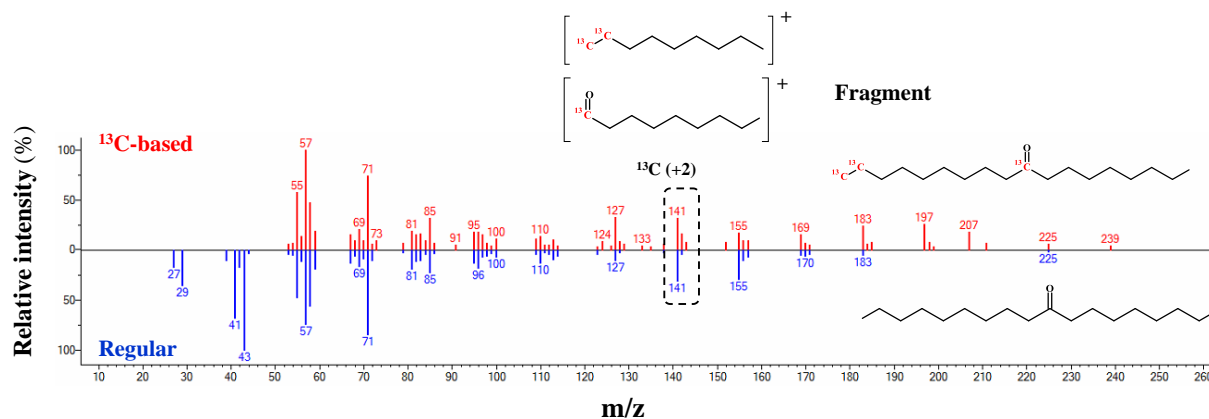 13C
13C
+
O
13C
+
Fragment
Relative intensity (%)
13C-based
13C (+2)
O
13C
13C
13C
100
50
0
50
100
55
57
69
71
73
81
85
91
95
100
110
124
127
133
141
155
169
183
197
207
225
239
27
29
41
43
57
69
71
81
85
96
100
110
127
141
155
170
183
225
O
Regular
10 20 30 40 50 60 70 80 90 100 110 120 130 140 150 160 170 180 190 200 210 220 230 240 250 260
m/z